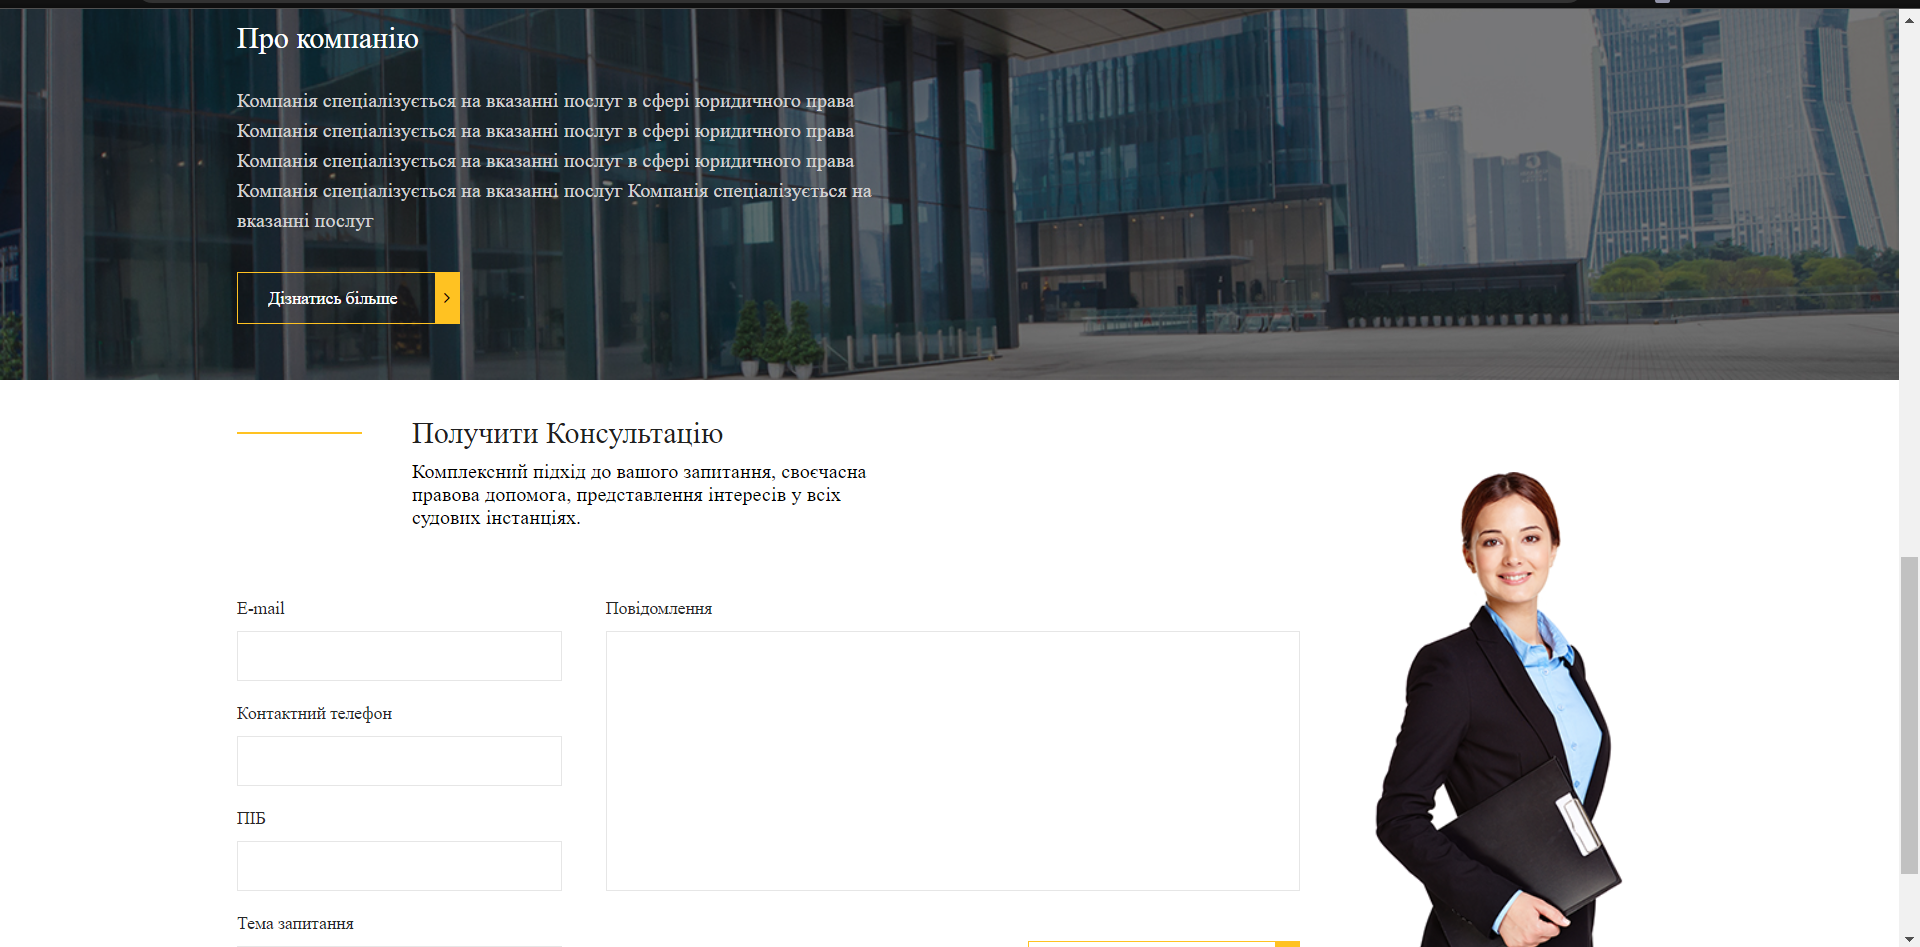 Про компанію
Компанія спеціалізується на вказанні послуг в сфері юридичного права
Компанія спеціалізується на вказанні послуг в сфері юридичного права
Компанія спеціалізується на вказанні послуг в сфері юридичного права
Компанія спеціалізується на вказанні послуг Компанія спеціалізується на
вказанні послуг
Дізнатись більше
Получити Консультацію
Комплексний підхід до вашого запитання, своєчасна
правова допомога, представлення інтересів у всіх
судових інстанціях.
E-mail
Повідомлення
Контактний телефон
ПІБ
Тема запитання